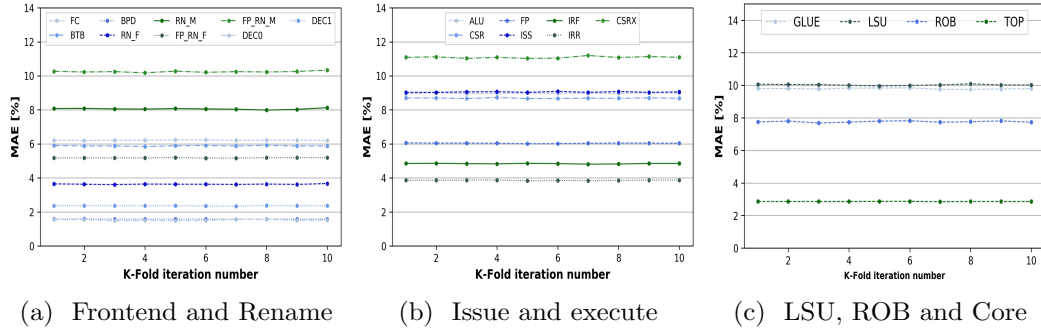 FC BPD RN_M FP_RN_M DEC1
BTB RN_F FP_RN_F DEC0
14
12
10
8
6
4
2
0
MAE [%]
2 4 6 8 10
K-Fold iteration number
(a) Frontend and Rename
ALU FP IRF CSRX
CSR ISS IRR
14
12
10
8
6
4
2
0
MAE [%]
2 4 6 8 10
K-Fold iteration number
(b) Issue and execute
GLUE LSU ROB TOP
14
12
10
8
6
4
2
0
MAE [%]
2 4 6 8 10
K-Fold iteration number
(c) LSU, ROB and Core